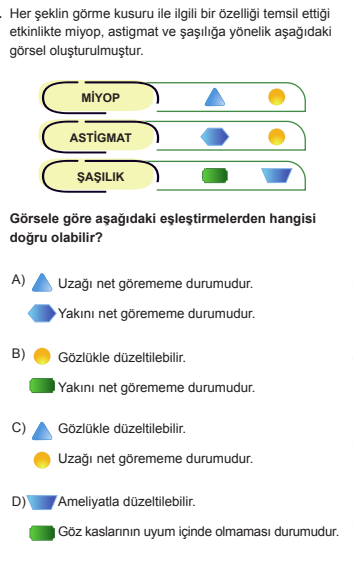 . Her şeklin görme kusuru ile ilgili bir özelliği temsil ettiği
etkinlikte miyop, astigmat ve şaşılığa yönelik aşağıdaki
görsel oluşturulmuştur.
MİYOP
ASTİGMAT
ŞAŞILIK
Görsele göre aşağıdaki eşleştirmelerden hangisi
doğru olabilir?
A) Uzağı net görememe durumudur.
Yakını net görememe durumudur.
B) Gözlükle düzeltilebilir.
Yakını net görememe durumudur.
C) Gözlükle düzeltilebilir.
Uzağı net görememe durumudur.
D) Ameliyatla düzeltilebilir.
Göz kaslarının uyum içinde olmaması durumudur.